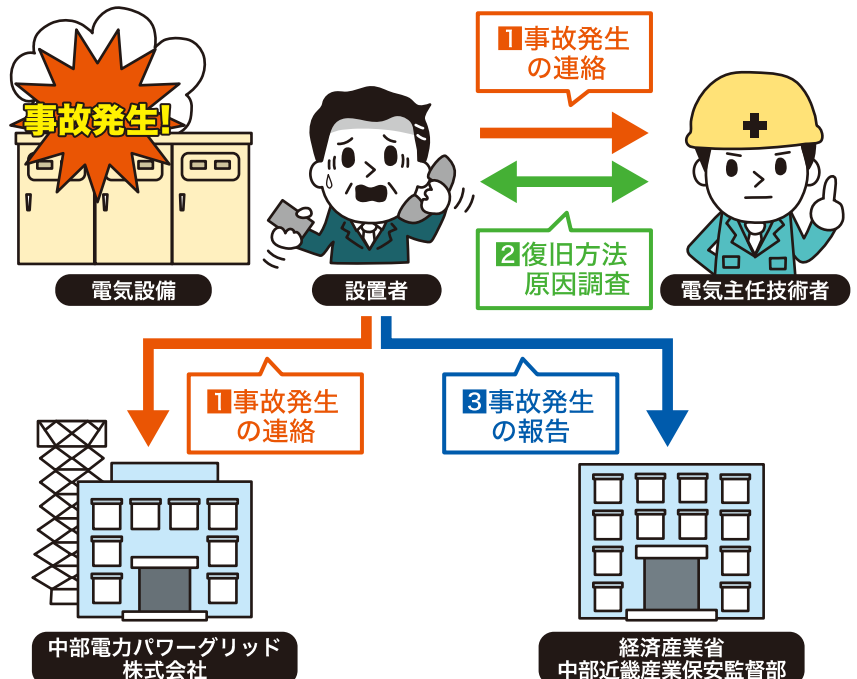 事故発生!
1事故発生
の連絡
2復旧方法
原因調査
電気設備
設置者
電気主任技術者
1事故発生
の連絡
3事故発生
の報告
中部電力パワーグリッド
株式会社
経済産業省
中部近畿産業保安監督部